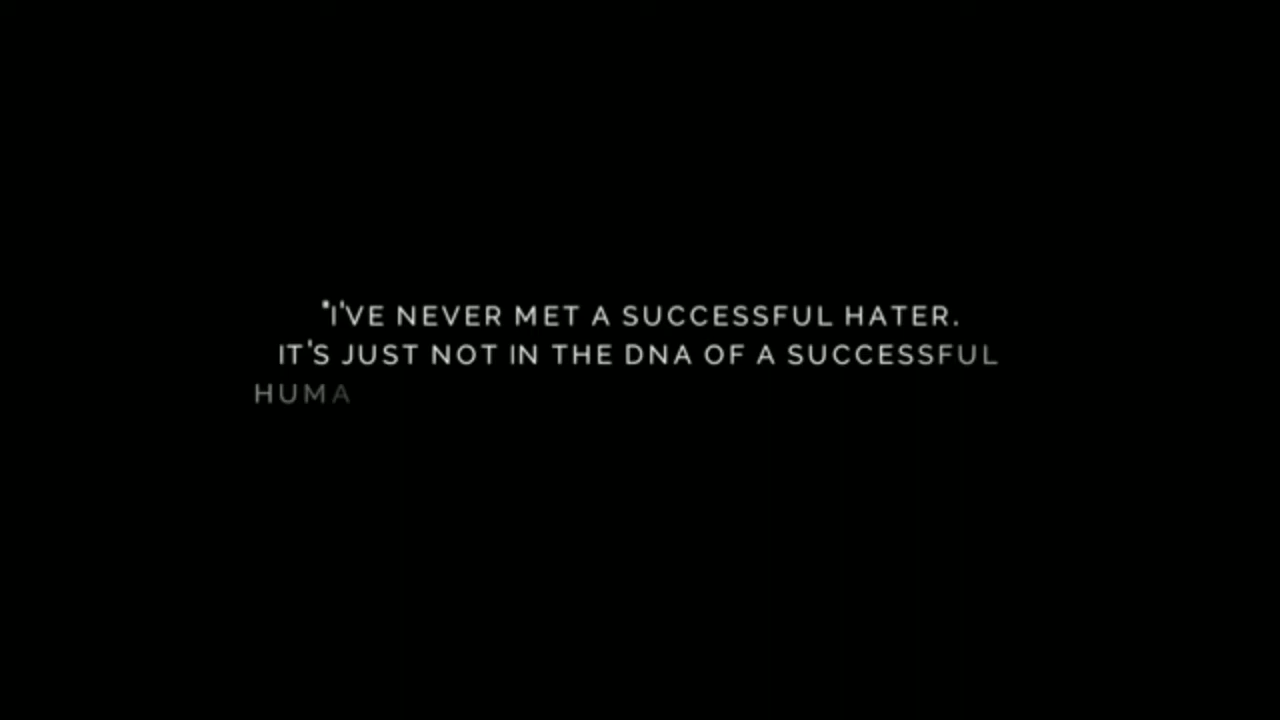 "I'VE NEVER MET A SUCCESSFUL HATER.
IT'S JUST NOT IN THE DNA OF A SUCCESSFUL
HUMA